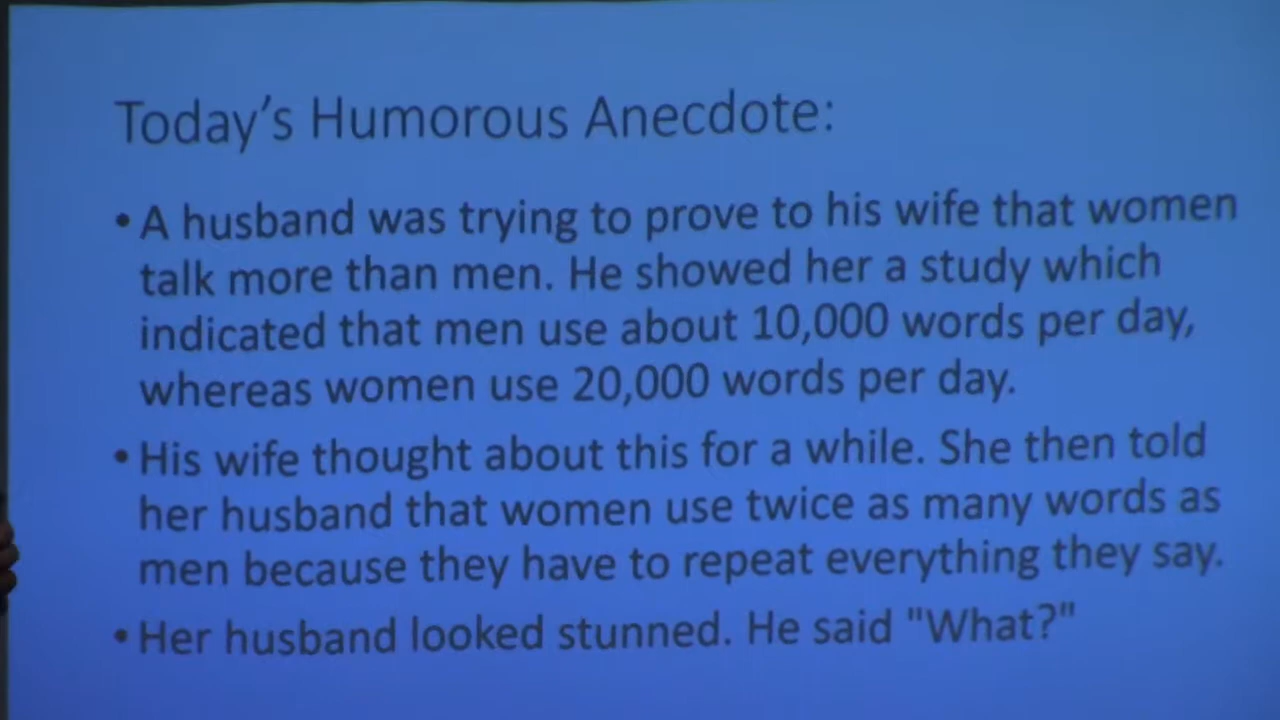 Today's Humorous Anecdote:
• A husband was trying to prove to his wife that women
talk more than men. He showed her a study which
indicated that men use about 10,000 words per day,
whereas women use 20,000 words per day.
• His wife thought about this for a while. She then told
her husband that women use twice as many words as
men because they have to repeat everything they say.
• Her husband looked stunned. He said "What?"